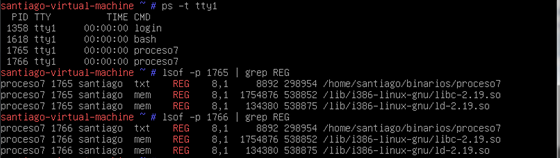 santiago-virtual-machine ~ # ps -t tty1
  PID TTY          TIME CMD
 1358 tty1     00:00:00 login
 1618 tty1     00:00:00 bash
 1765 tty1     00:00:00 proceso7
 1766 tty1     00:00:00 proceso7
santiago-virtual-machine ~ # lsof -p 1765 | grep REG
proceso7 1765 santiago  txt    REG    8,1     8892 298954 /home/santiago/binarios/proceso7
proceso7 1765 santiago  mem    REG    8,1  1754876 538875 /lib/i386-linux-gnu/libc-2.19.so
proceso7 1765 santiago  mem    REG    8,1   134380 538874 /lib/i386-linux-gnu/ld-2.19.so
santiago-virtual-machine ~ # lsof -p 1766 | grep REG
proceso7 1766 santiago  txt    REG    8,1     8892 298954 /home/santiago/binarios/proceso7
proceso7 1766 santiago  mem    REG    8,1  1754876 538875 /lib/i386-linux-gnu/libc-2.19.so
proceso7 1766 santiago  mem    REG    8,1   134380 538875 /lib/i386-linux-gnu/ld-2.19.so